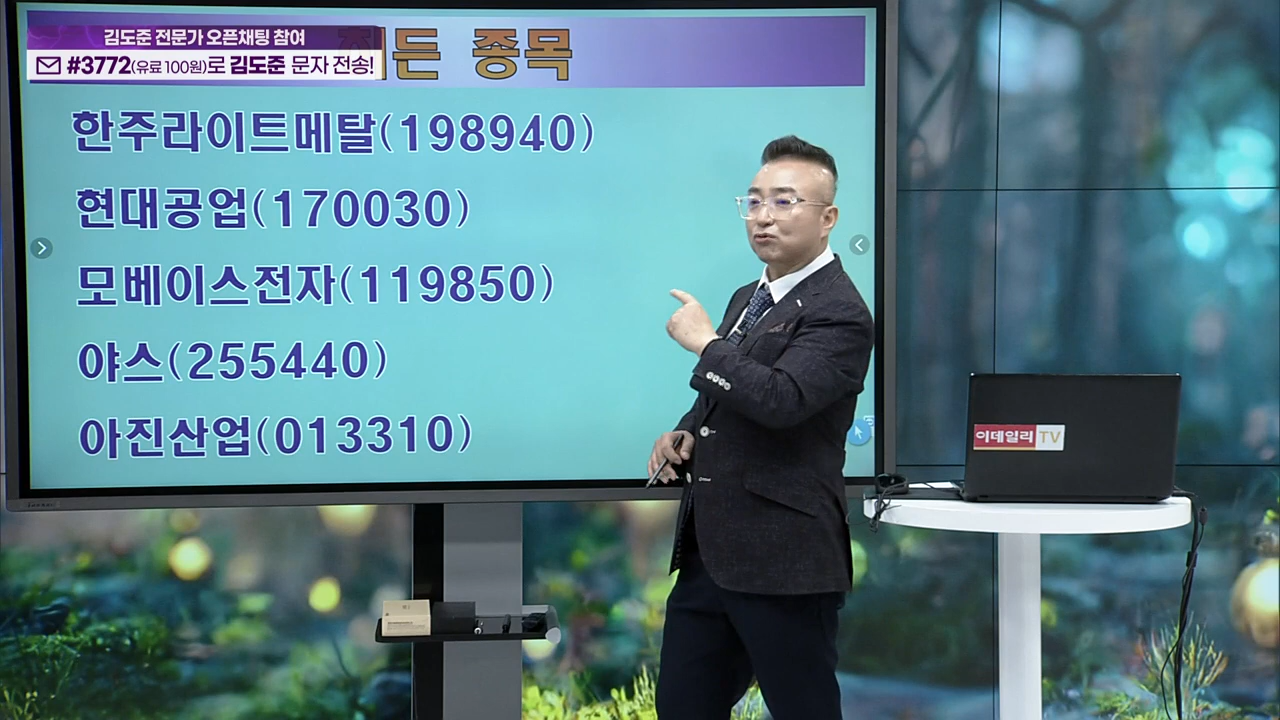 김도준 전문가 오픈채팅 참여
#3772(유료 100원)로 김도준 문자 전송!
든 종목
한주라이트메탈(198940)
현대공업(170030)
모베이스전자(119850)
야스(255440)
아진산업(013310)
이데일리 TV